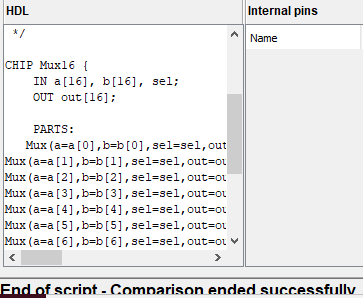 HDL
Internal pins
*/
Name
CHIP Mux16 {
IN a[16], b[16], sel;
OUT out[16];
PARTS:
Mux(a=a[0],b=b[0],sel=sel,out
Mux(a=a[1],b=b[1],sel=sel,out=ou
Mux(a=a[2],b=b[2],sel=sel,out=ou
Mux(a=a[3],b=b[3],sel=sel,out=ou
Mux(a=a[4],b=b[4],sel=sel,out=ou
Mux(a=a[5],b=b[5],sel=sel,out=ou
Mux(a=a[6],b=b[6],sel=sel,out=ou
End of script - Comparison ended successfully